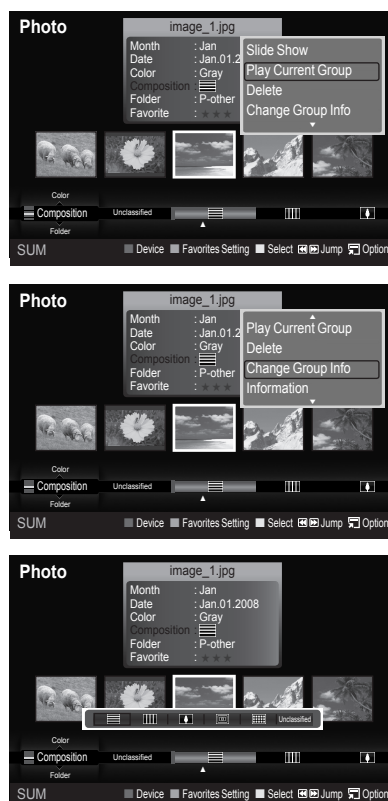 Photo
image_1.jpg
Month : Jan
Date : Jan.01.2
Color : Gray
Composition :
Folder : P-other
Favorite : ★ ★ ★
Slide Show
Play Current Group
Delete
Change Group Info
Color
Composition
Unclassified
Folder
SUM
Device
Favorites Setting
Select
Jump
Option
Photo
image_1.jpg
Month : Jan
Date : Jan.01.2
Color : Gray
Composition :
Folder : P-other
Favorite : ★ ★ ★
Play Current Group
Delete
Change Group Info
Information
Color
Composition
Unclassified
Folder
SUM
Device
Favorites Setting
Select
Jump
Option
Photo
image_1.jpg
Month : Jan
Date : Jan.01.2008
Color : Gray
Composition :
Folder : P-other
Favorite : ★ ★ ★
Unclassified
Color
Composition
Unclassified
Folder
SUM
Device
Favorites Setting
Select
Jump
Option